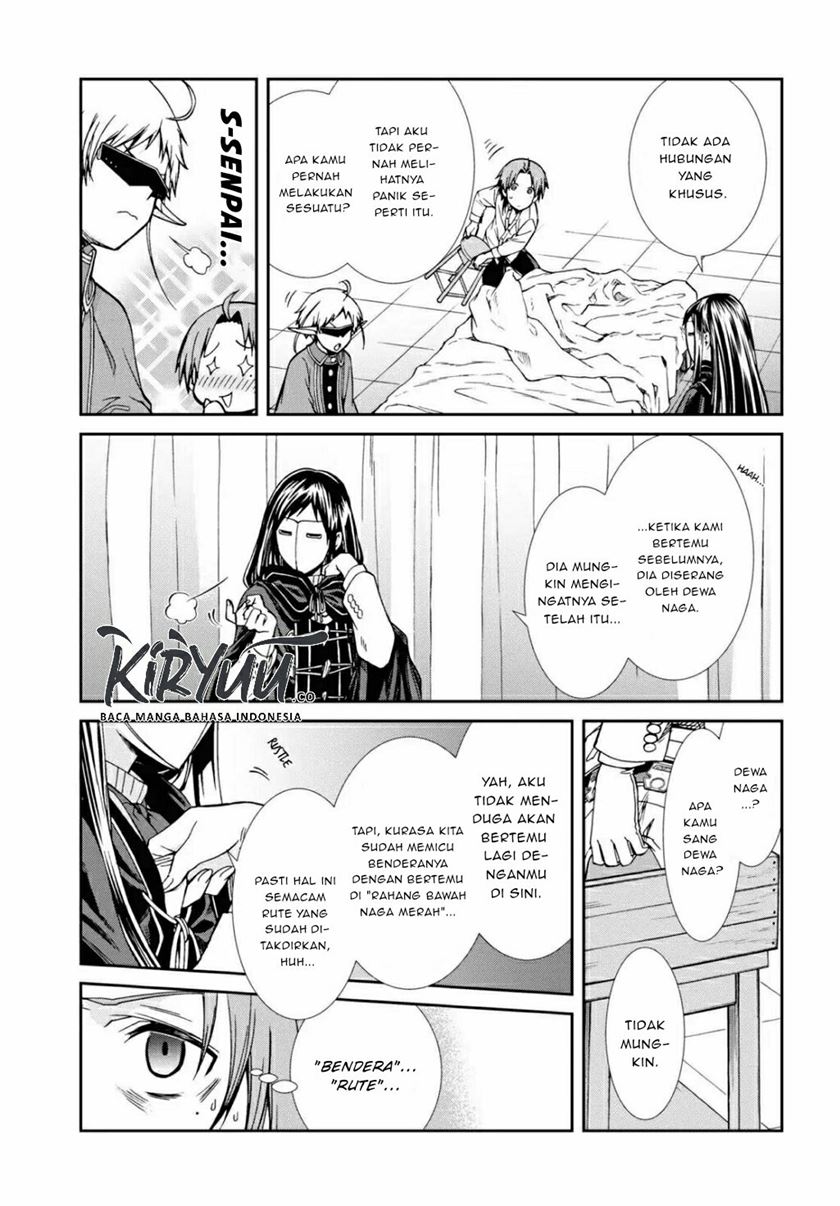 TIDAK ADA
HUBUNGAN
YANG
KHUSUS.
TAPI AKU
TIDAK PER-
NAH MELI-
HATNYA
PANIK SE-
PERTI ITU.
APA KAMU
PERNAH
MELAKUKAN
SESUATU?
S-SENPAI...
HAAH...
...KETIKA KAMI
BERTEMU
SEBELUMNYA,
DIA DISERANG
OLEH DEWA
NAGA.
DIA MUNG-
KIN MENGI-
NGATNYA SE-
TELAH ITU...
KIRYUU.CO
BACA MANGA BAHASA INDONESIA
DEWA
NAGA
...?
APA
KAMU
SANG
DEWA
NAGA?
TIDAK
MUNG-
KIN.
YAH, AKU
TIDAK MEN-
DUGA AKAN
BERTEMU
LAGI DE-
NGANMU
DI SINI.
TAPI, KURASA KITA
SUDAH MEMICU
BENDERANYA
DENGAN BERTEMU
DI "RAHANG BAWAH
NAGA MERAH"...
PASTI HAL INI
SEMACAM
RUTE YANG
SUDAH DI-
TAKDIRKAN,
HUH...
RUSTLE
"BENDERA"...
"RUTE"...